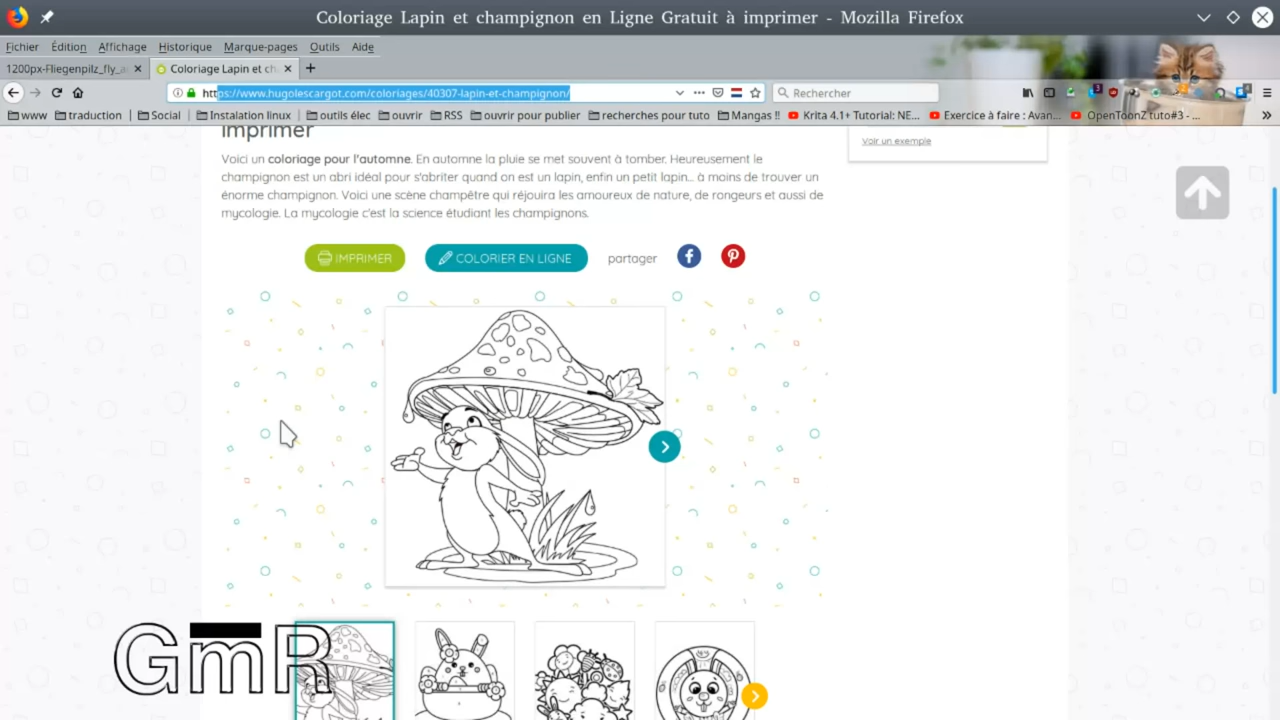 Coloriage Lapin et champignon en Ligne Gratuit à imprimer - Mozilla Firefox
Fichier Édition Affichage Historique Marque-pages Outils Aide
1200px-Fliegenpilz_fly_a
Coloriage Lapin et ch
https://www.hugolescargot.com/coloriages/40307-lapin-et-champignon/
Rechercher
www traduction Social Instalation linux outils élec ouvrir RSS ouvrir pour publier recherches pour tuto Mangas !! Krita 4.1+ Tutorial: NE... Exercice à faire : Avan... OpenToonZ tuto#3 - ...
imprimer
Voici un coloriage pour l'automne. En automne la pluie se met souvent à tomber. Heureusement le
champignon est un abri idéal pour s'abriter quand on est un lapin, enfin un petit lapin... à moins de trouver un
énorme champignon. Voici une scène champêtre qui réjouira les amoureux de nature, de rongeurs et aussi de
mycologie. La mycologie c'est la science étudiant les champignons.
Voir un exemple
IMPRIMER
COLORIER EN LIGNE
partager
GmR